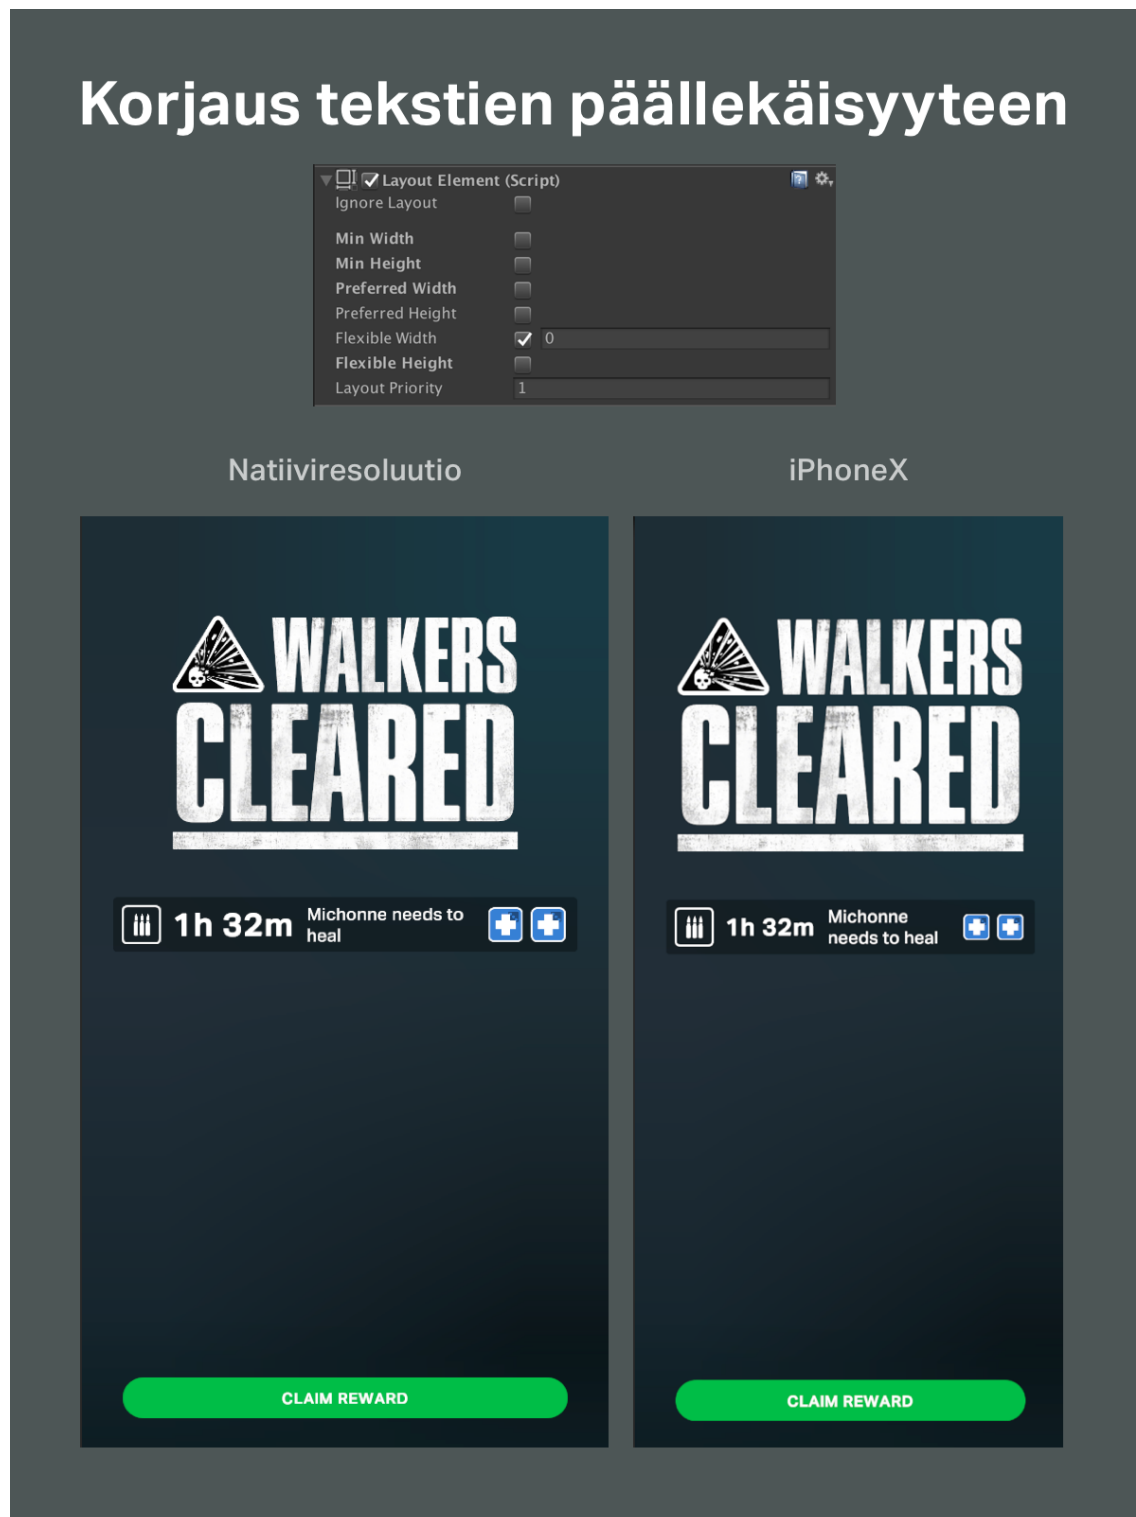 Korjaus tekstien päällekäisyyteen
Layout Element (Script)
Ignore Layout
Min Width
Min Height
Preferred Width
Preferred Height
Flexible Width 0
Flexible Height
Layout Priority 1
Natiiviresoluutio
WALKERS
CLEARED
1h 32m
Michonne needs to
heal
CLAIM REWARD
iPhoneX
WALKERS
CLEARED
1h 32m
Michonne
needs to heal
CLAIM REWARD